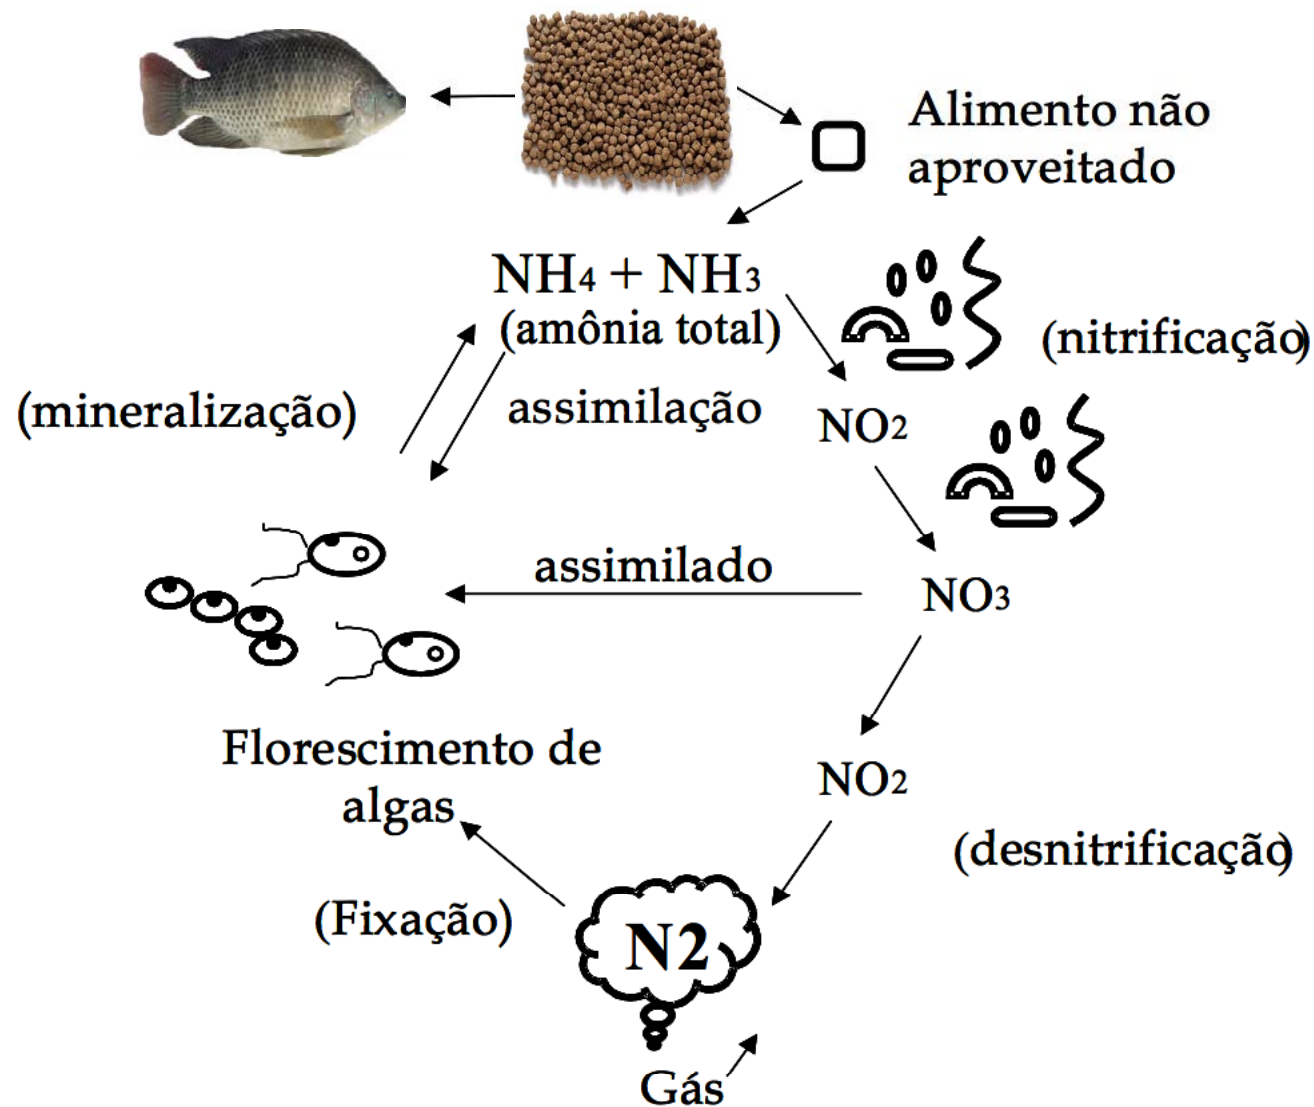 Alimento não
aproveitado
NH4 + NH3
(amônia total)
(nitrificação)
(mineralização)
assimilação
NO2
assimilado
NO3
Florescimento de
algas
NO2
(desnitrificação)
(Fixação)
N2
Gás